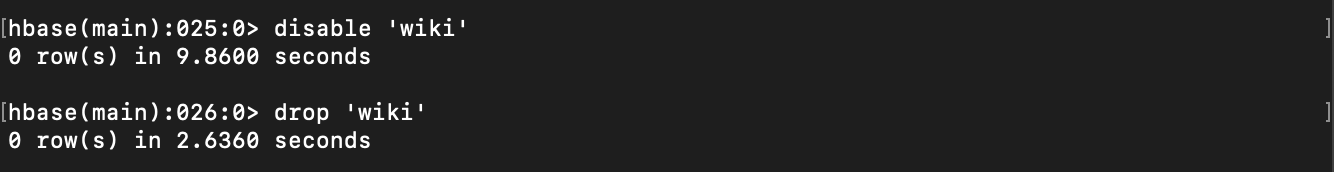 [hbase(main):025:0> disable 'wiki' ]
0 row(s) in 9.8600 seconds
[hbase(main):026:0> drop 'wiki' ]
0 row(s) in 2.6360 seconds